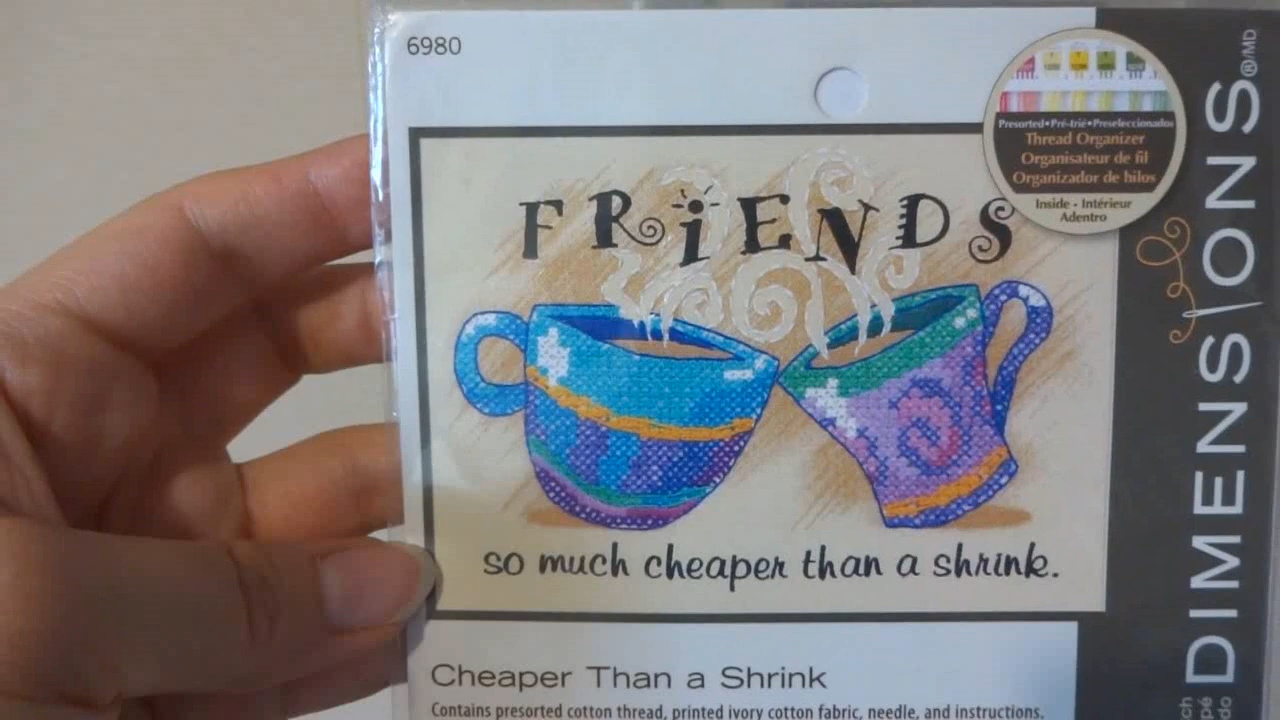 6980
Presorted•Pré-trié•Preseleccionados
Thread Organizer
Organisateur de fil
Organizador de hilos
Inside - Intérieur
Adentro
FRiENDS
so much cheaper than a shrink.
Cheaper Than a Shrink
Contains presorted cotton thread, printed ivory cotton fabric, needle, and instructions.
DIMENSIONS®/MD